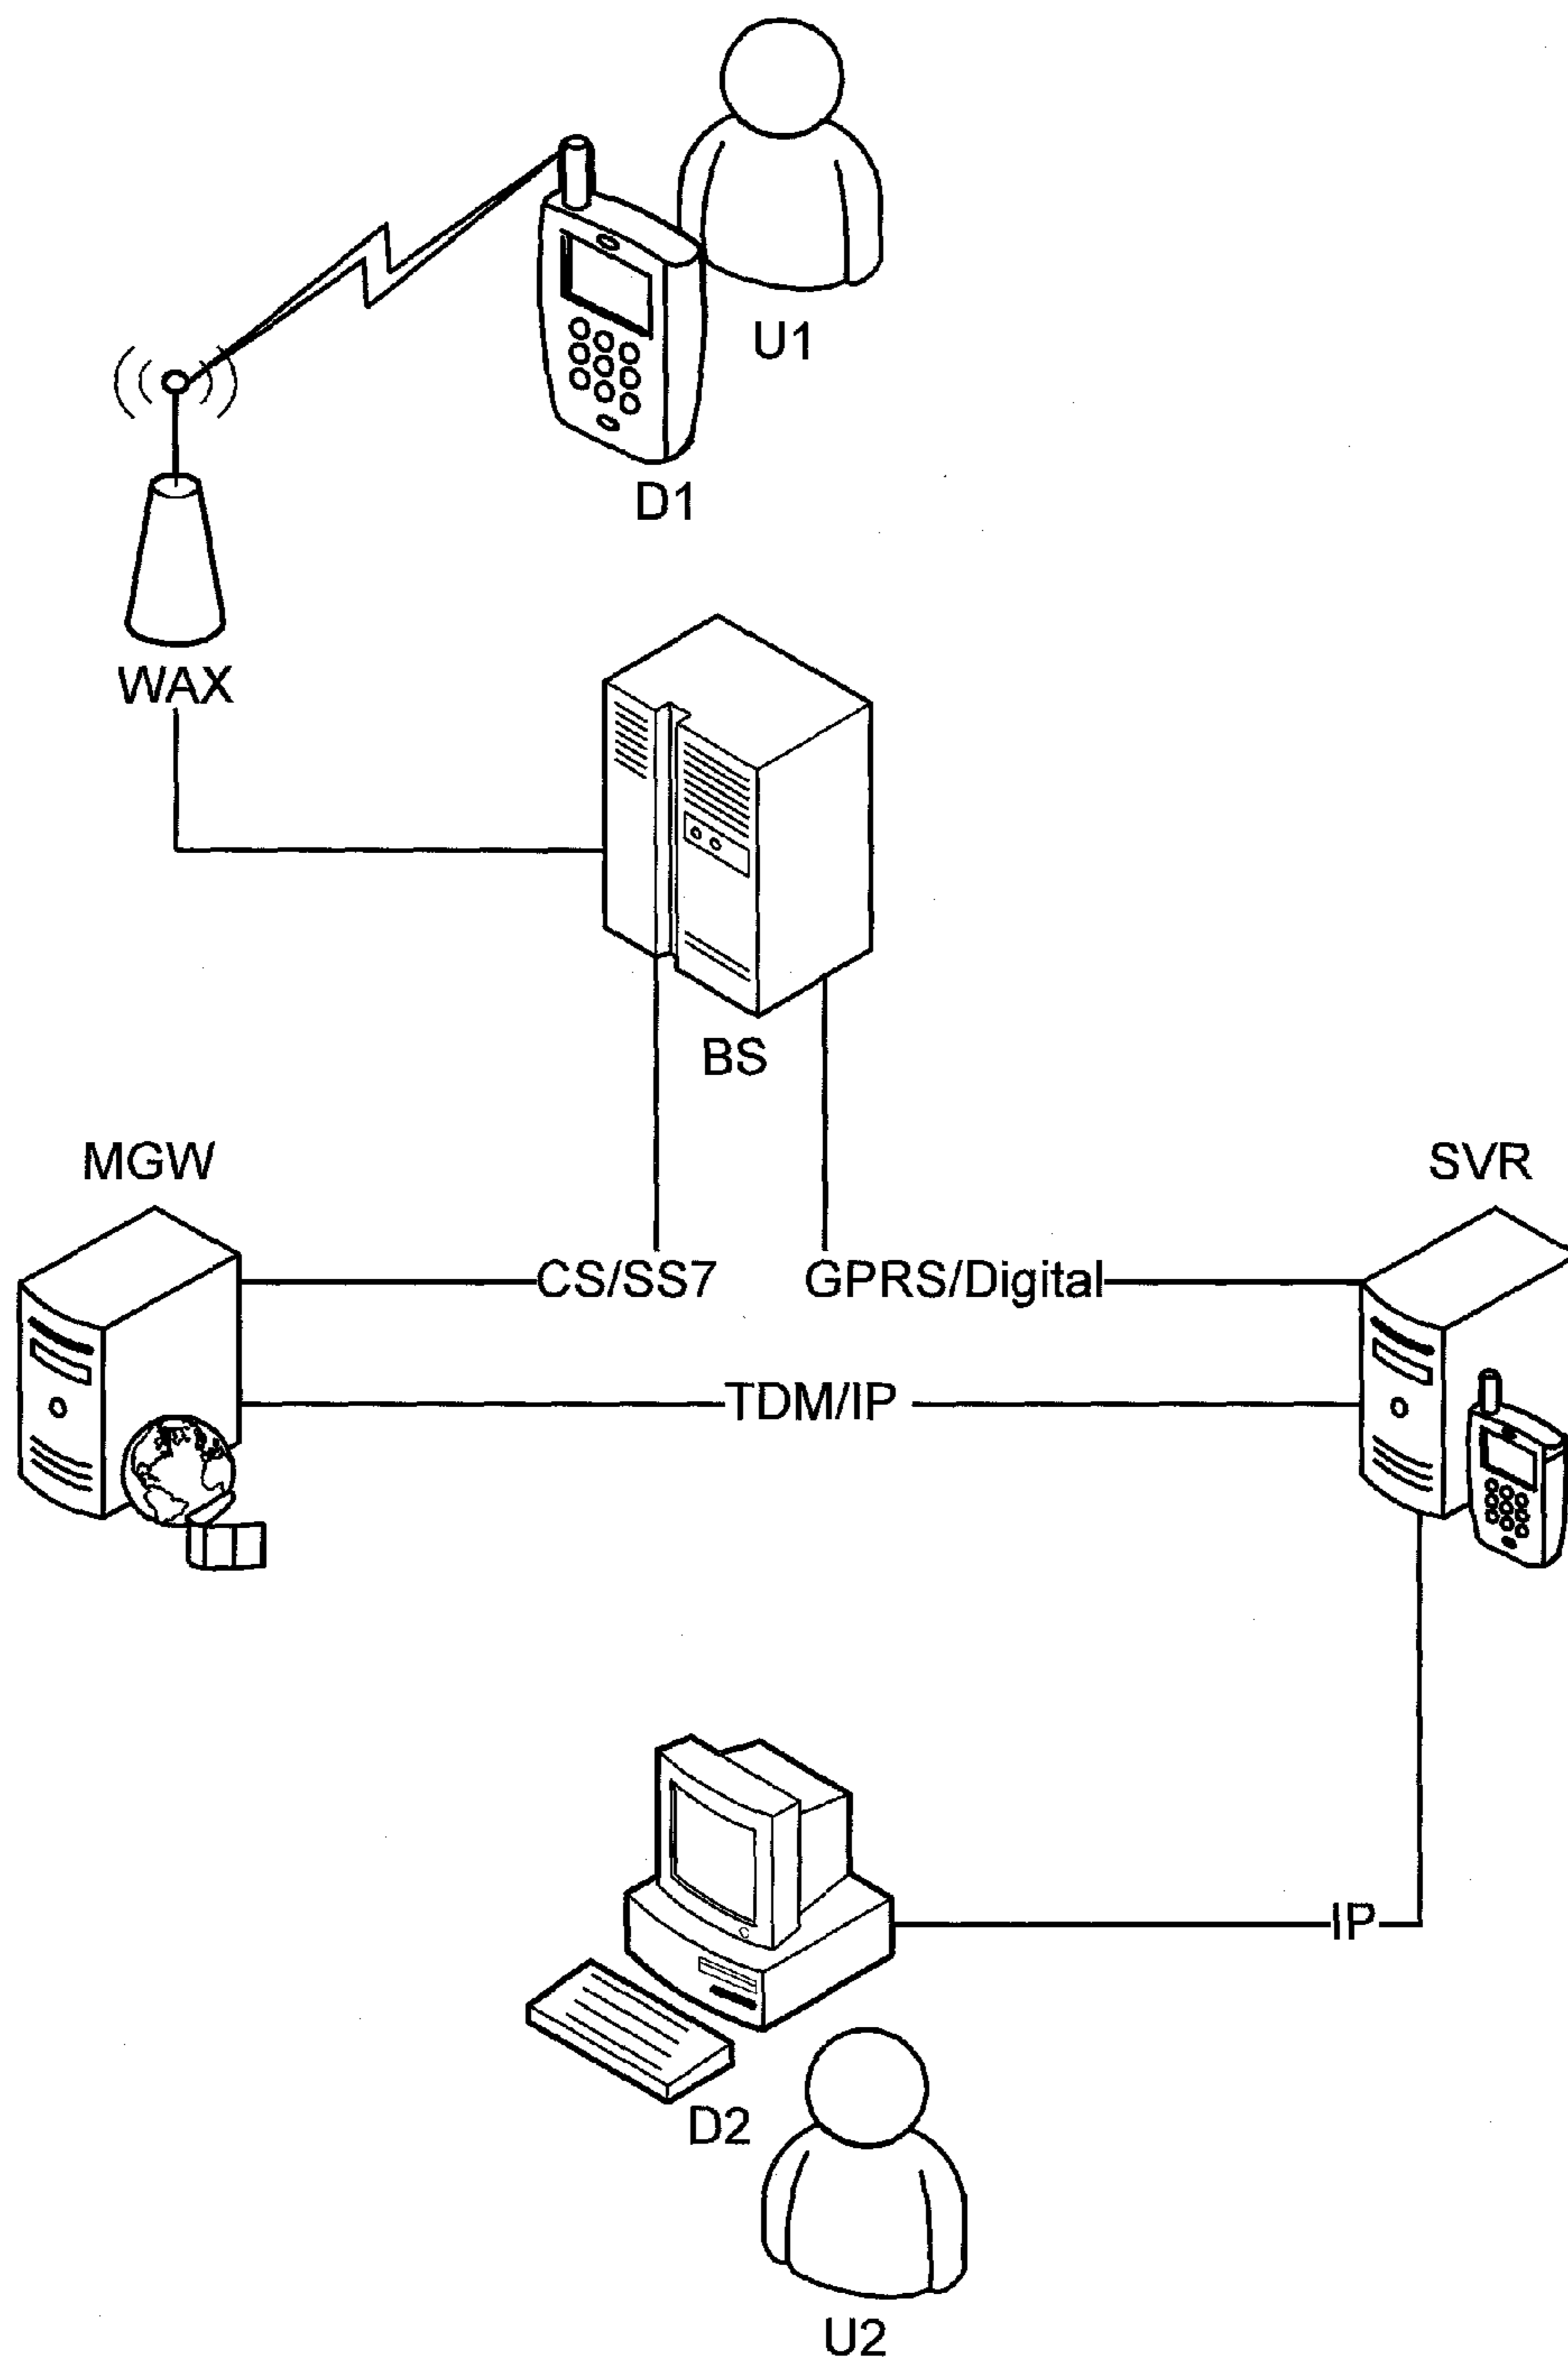 U1
D1
WAX
BS
MGW
SVR
CS/SS7
GPRS/Digital
TDM/IP
IP
D2
U2